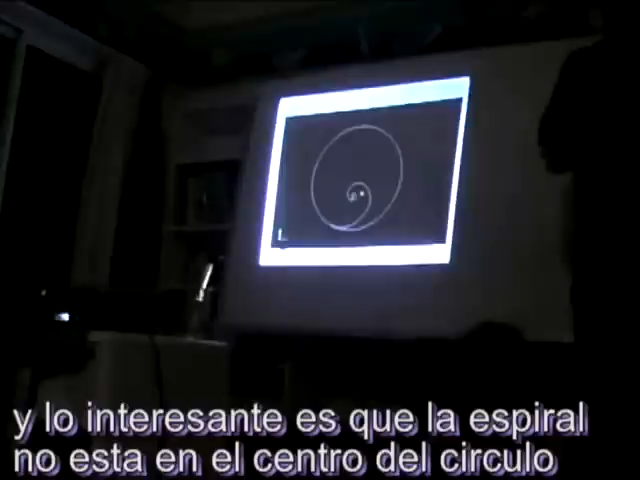 y lo interesante es que la espiral
no esta en el centro del circulo